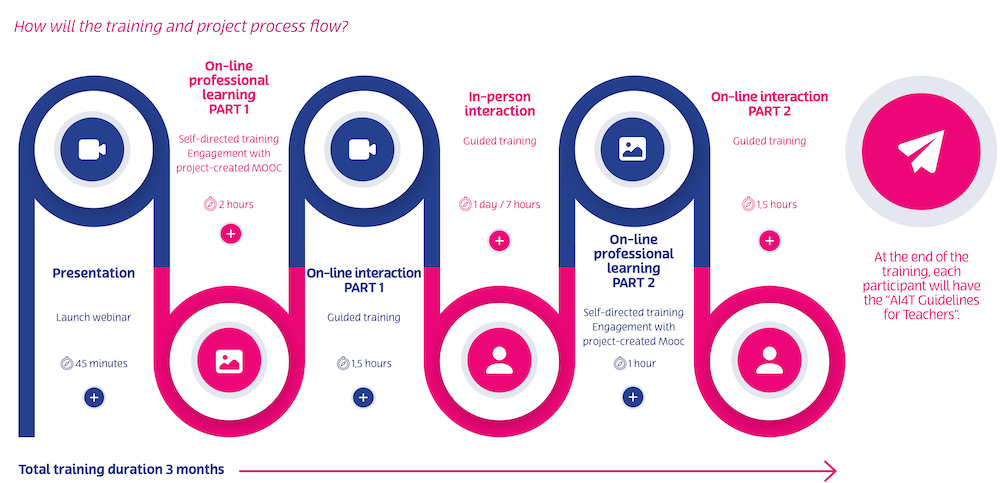 How will the training and project process flow?
Presentation
Launch webinar
45 minutes
+
On-line
professional
learning
PART 1
Self-directed training
Engagement with
project-created MOOC
2 hours
+
On-line interaction
PART 1
Guided training
1,5 hours
+
In-person
interaction
Guided training
1 day / 7 hours
+
On-line
professional
learning
PART 2
Self-directed training
Engagement with
project-created Mooc
1 hour
+
On-line interaction
PART 2
Guided training
1,5 hours
+
At the end of the
training, each
participant will have
the “AI4T Guidelines
for Teachers”.
Total training duration 3 months